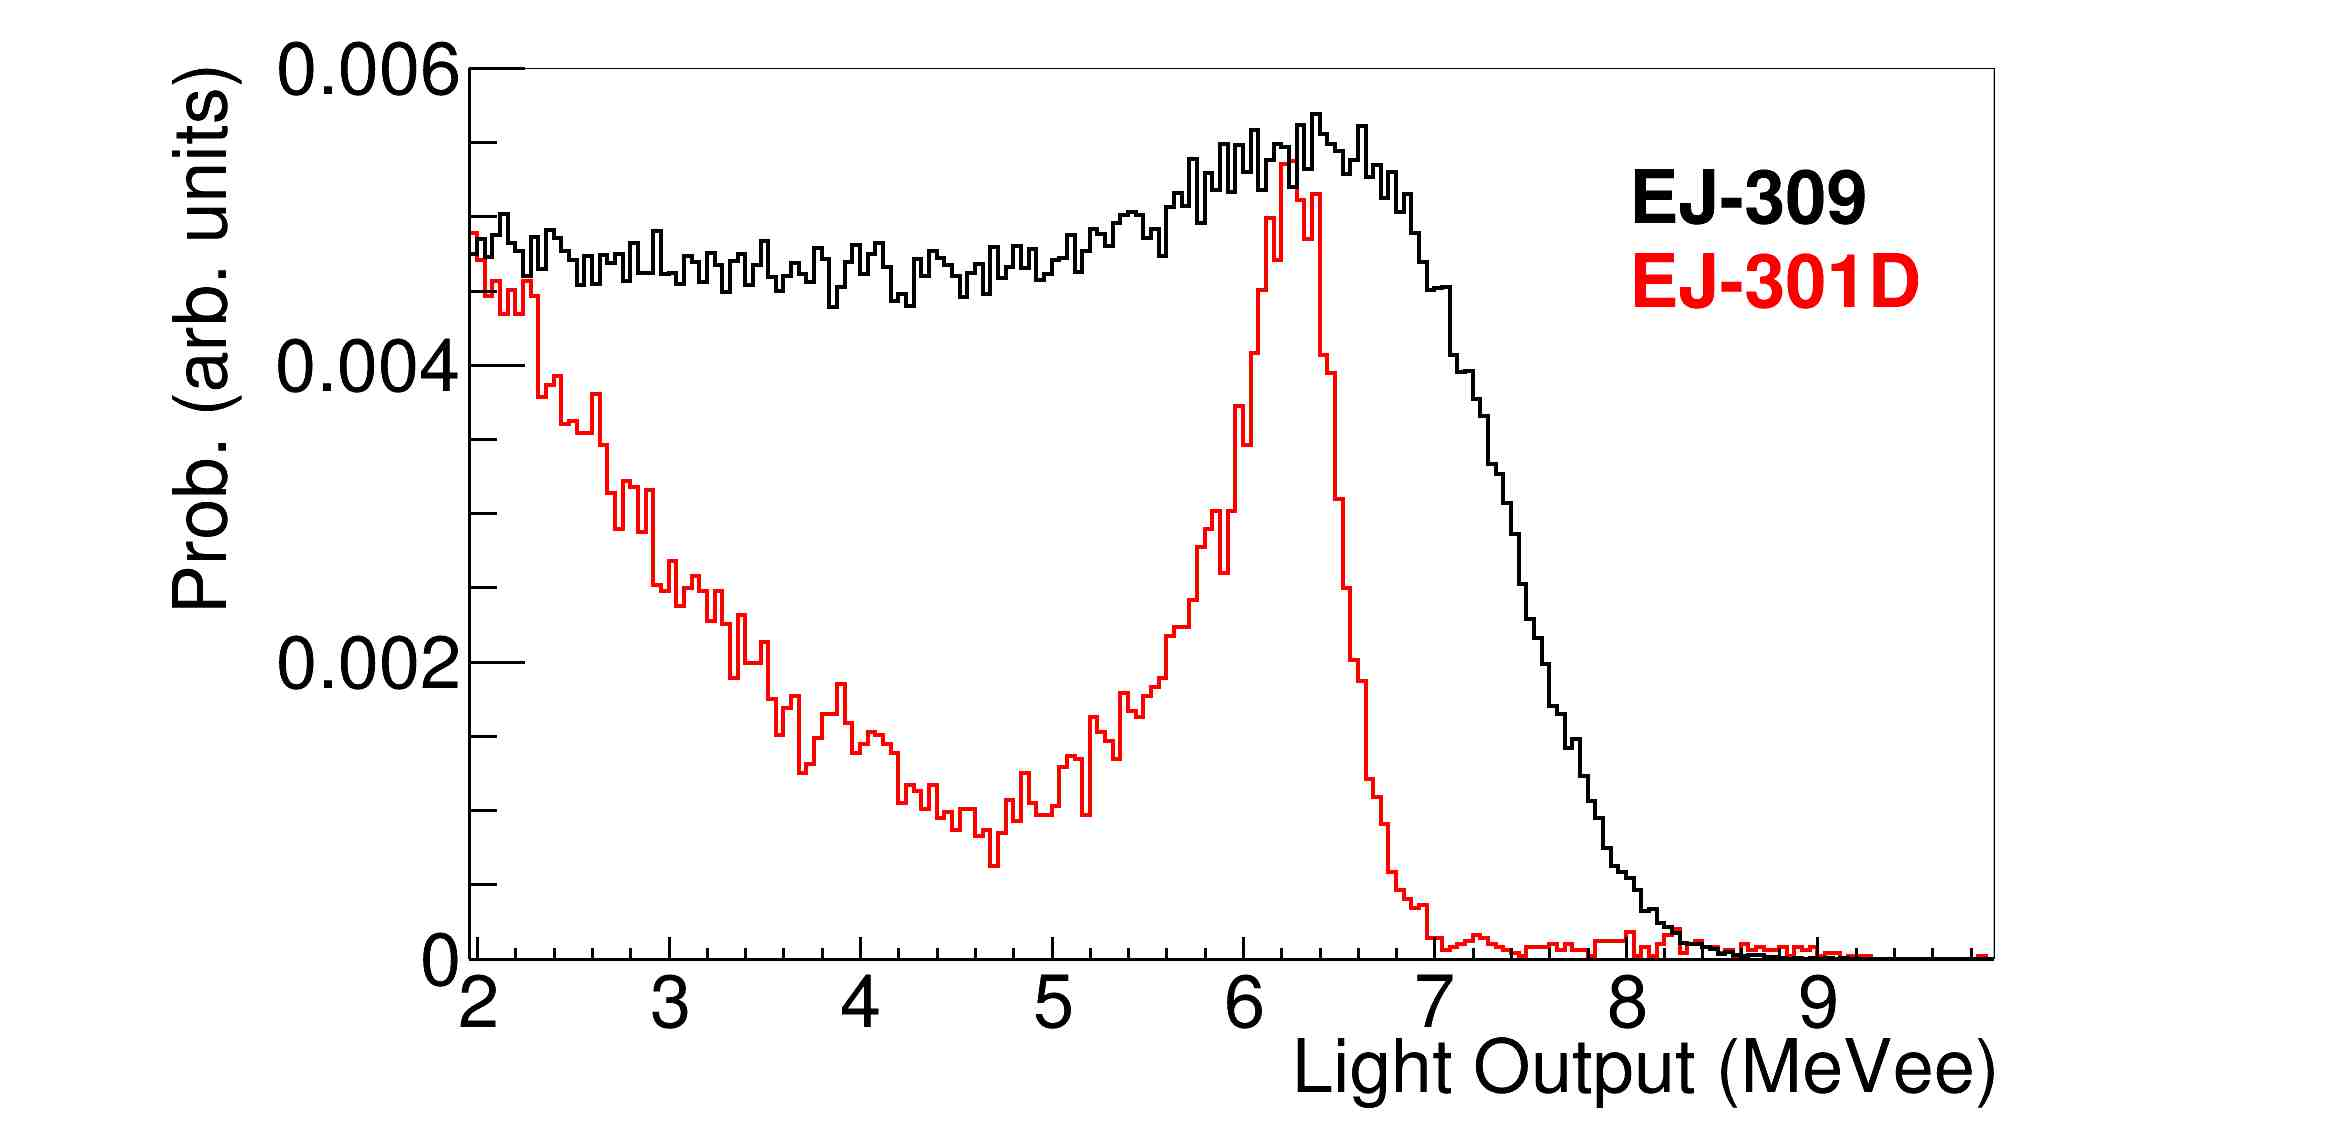 Prob. (arb. units)
0.006
0.004
0.002
0
EJ-309
EJ-301D
2 3 4 5 6 7 8 9
Light Output (MeVee)